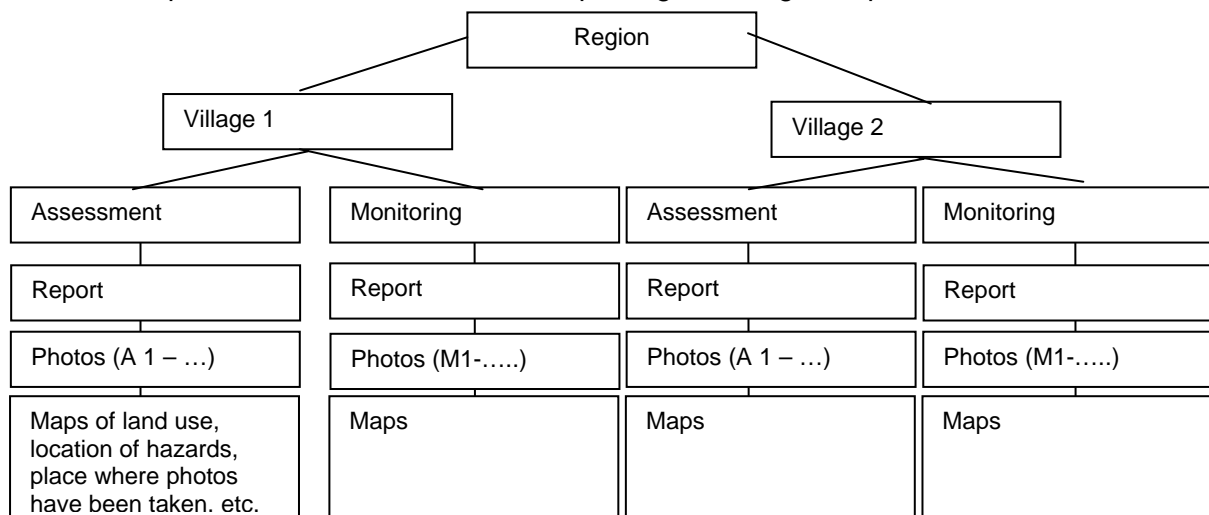 Region
Village 1
Village 2
Assessment
Monitoring
Assessment
Monitoring
Report
Report
Report
Report
Photos (A 1 – …)
Photos (M1-…..)
Photos (A 1 – …)
Photos (M1-…..)
Maps of land use,
location of hazards,
place where photos
have been taken, etc.
Maps
Maps
Maps